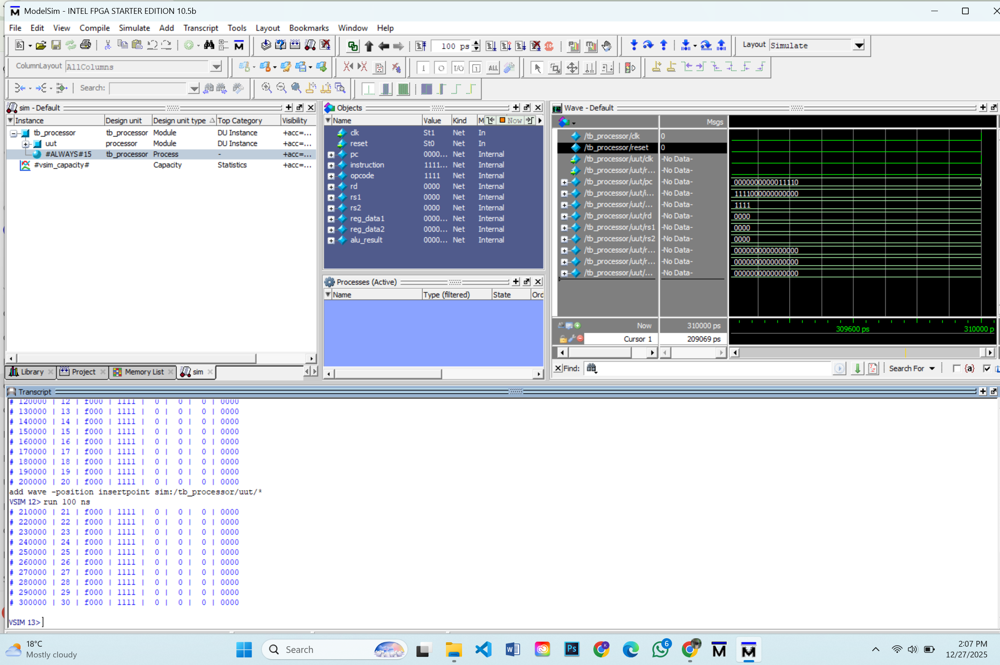 ModelSim - INTEL FPGA STARTER EDITION 10.5b
File Edit View Compile Simulate Add Transcript Tools Layout Bookmarks Window Help
100 ps
Layout Simulate
ColumnLayout AllColumns
Search:
sim - Default
Instance Design unit Design unit type Top Category Visibility
tb_processor tb_processor Module DU Instance +acc=...
uut processor Module DU Instance +acc=...
#ALWAYS#15 tb_processor Process - +acc=...
#vsim_capacity# Capacity Statistics +acc=...
Library Project Memory List sim
Objects
Name Value Kind M Now
clk St1 Net In
reset St0 Net In
pc 0000... Net Internal
instruction 1111... Net Internal
opcode 1111 Net Internal
rd 0000 Net Internal
rs1 0000 Net Internal
rs2 0000 Net Internal
reg_data1 0000... Net Internal
reg_data2 0000... Net Internal
alu_result 0000... Net Internal
Processes (Active)
Name Type (filtered) State Ord
Wave - Default
Msgs
/tb_processor/clk 0
/tb_processor/reset 0
/tb_processor/uut/clk -No Data-
/tb_processor/uut/r... -No Data-
/tb_processor/uut/pc -No Data- 0000000000011110
/tb_processor/uut/i... -No Data- 1111000000000000
/tb_processor/uut/... -No Data- 1111
/tb_processor/uut/rd -No Data- 0000
/tb_processor/uut/rs1 -No Data- 0000
/tb_processor/uut/rs2 -No Data- 0000
/tb_processor/uut/r... -No Data- 0000000000000000
/tb_processor/uut/r... -No Data- 0000000000000000
/tb_processor/uut/... -No Data- 0000000000000000
Now 310000 ps 309600 ps 310000 p
Cursor 1 209069 ps
Find: Search For {a}
Transcript
# 120000 | 12 | f000 | 1111 | 0 | 0 | 0 | 0000
# 130000 | 13 | f000 | 1111 | 0 | 0 | 0 | 0000
# 140000 | 14 | f000 | 1111 | 0 | 0 | 0 | 0000
# 150000 | 15 | f000 | 1111 | 0 | 0 | 0 | 0000
# 160000 | 16 | f000 | 1111 | 0 | 0 | 0 | 0000
# 170000 | 17 | f000 | 1111 | 0 | 0 | 0 | 0000
# 180000 | 18 | f000 | 1111 | 0 | 0 | 0 | 0000
# 190000 | 19 | f000 | 1111 | 0 | 0 | 0 | 0000
# 200000 | 20 | f000 | 1111 | 0 | 0 | 0 | 0000
add wave -position insertpoint sim:/tb_processor/uut/*
VSIM 12> run 100 ns
# 210000 | 21 | f000 | 1111 | 0 | 0 | 0 | 0000
# 220000 | 22 | f000 | 1111 | 0 | 0 | 0 | 0000
# 230000 | 23 | f000 | 1111 | 0 | 0 | 0 | 0000
# 240000 | 24 | f000 | 1111 | 0 | 0 | 0 | 0000
# 250000 | 25 | f000 | 1111 | 0 | 0 | 0 | 0000
# 260000 | 26 | f000 | 1111 | 0 | 0 | 0 | 0000
# 270000 | 27 | f000 | 1111 | 0 | 0 | 0 | 0000
# 280000 | 28 | f000 | 1111 | 0 | 0 | 0 | 0000
# 290000 | 29 | f000 | 1111 | 0 | 0 | 0 | 0000
# 300000 | 30 | f000 | 1111 | 0 | 0 | 0 | 0000
VSIM 13>
18°C
Mostly cloudy
Search
Ps
K
6
2:07 PM
12/27/2025